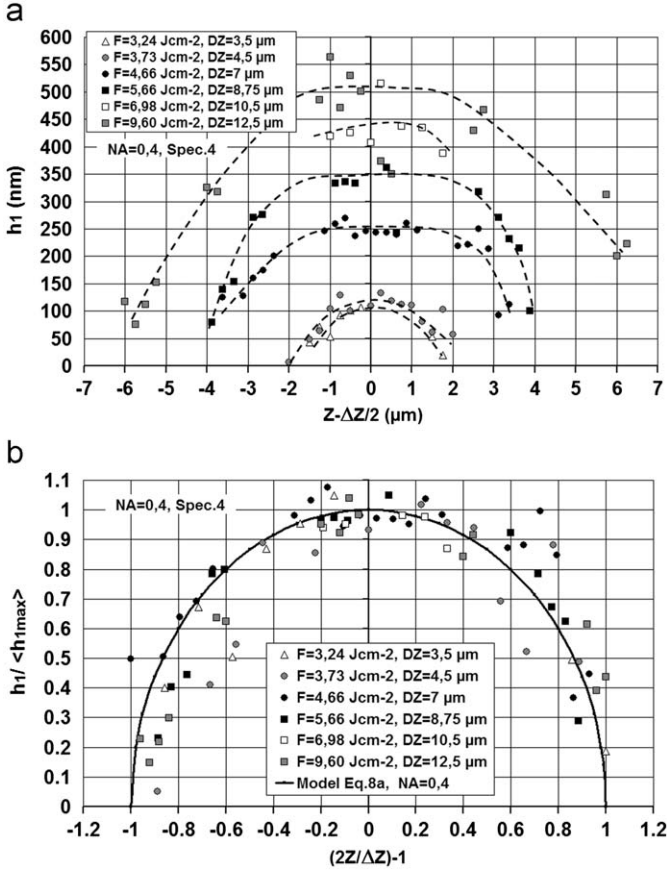 a
h1 (nm)
600
550
500
450
400
350
300
250
200
150
100
50
0
F=3,24 Jcm-2, DZ=3,5 µm
F=3,73 Jcm-2, DZ=4,5 µm
F=4,66 Jcm-2, DZ=7 µm
F=5,66 Jcm-2, DZ=8,75 µm
F=6,98 Jcm-2, DZ=10,5 µm
F=9,60 Jcm-2, DZ=12,5 µm
NA=0,4, Spec.4
-7 -6 -5 -4 -3 -2 -1 0 1 2 3 4 5 6 7
Z-ΔZ/2 (µm)
b
h1/ <h1max>
1.1
1
0.9
0.8
0.7
0.6
0.5
0.4
0.3
0.2
0.1
0
NA=0,4, Spec.4
F=3,24 Jcm-2, DZ=3,5 µm
F=3,73 Jcm-2, DZ=4,5 µm
F=4,66 Jcm-2, DZ=7 µm
F=5,66 Jcm-2, DZ=8,75 µm
F=6,98 Jcm-2, DZ=10,5 µm
F=9,60 Jcm-2, DZ=12,5 µm
Model Eq.8a, NA=0,4
-1.2 -1 -0.8 -0.6 -0.4 -0.2 0 0.2 0.4 0.6 0.8 1 1.2
(2Z/ΔZ)-1